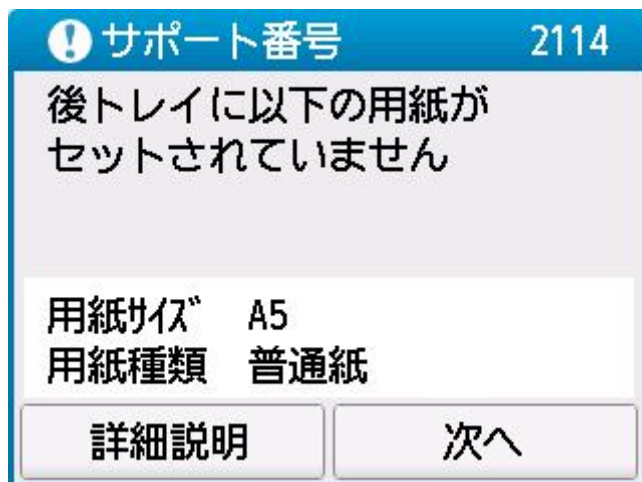 サポート番号 2114
後トレイに以下の用紙が
セットされていません
用紙ｻｲｽﾞ A5
用紙種類 普通紙
詳細説明 次へ